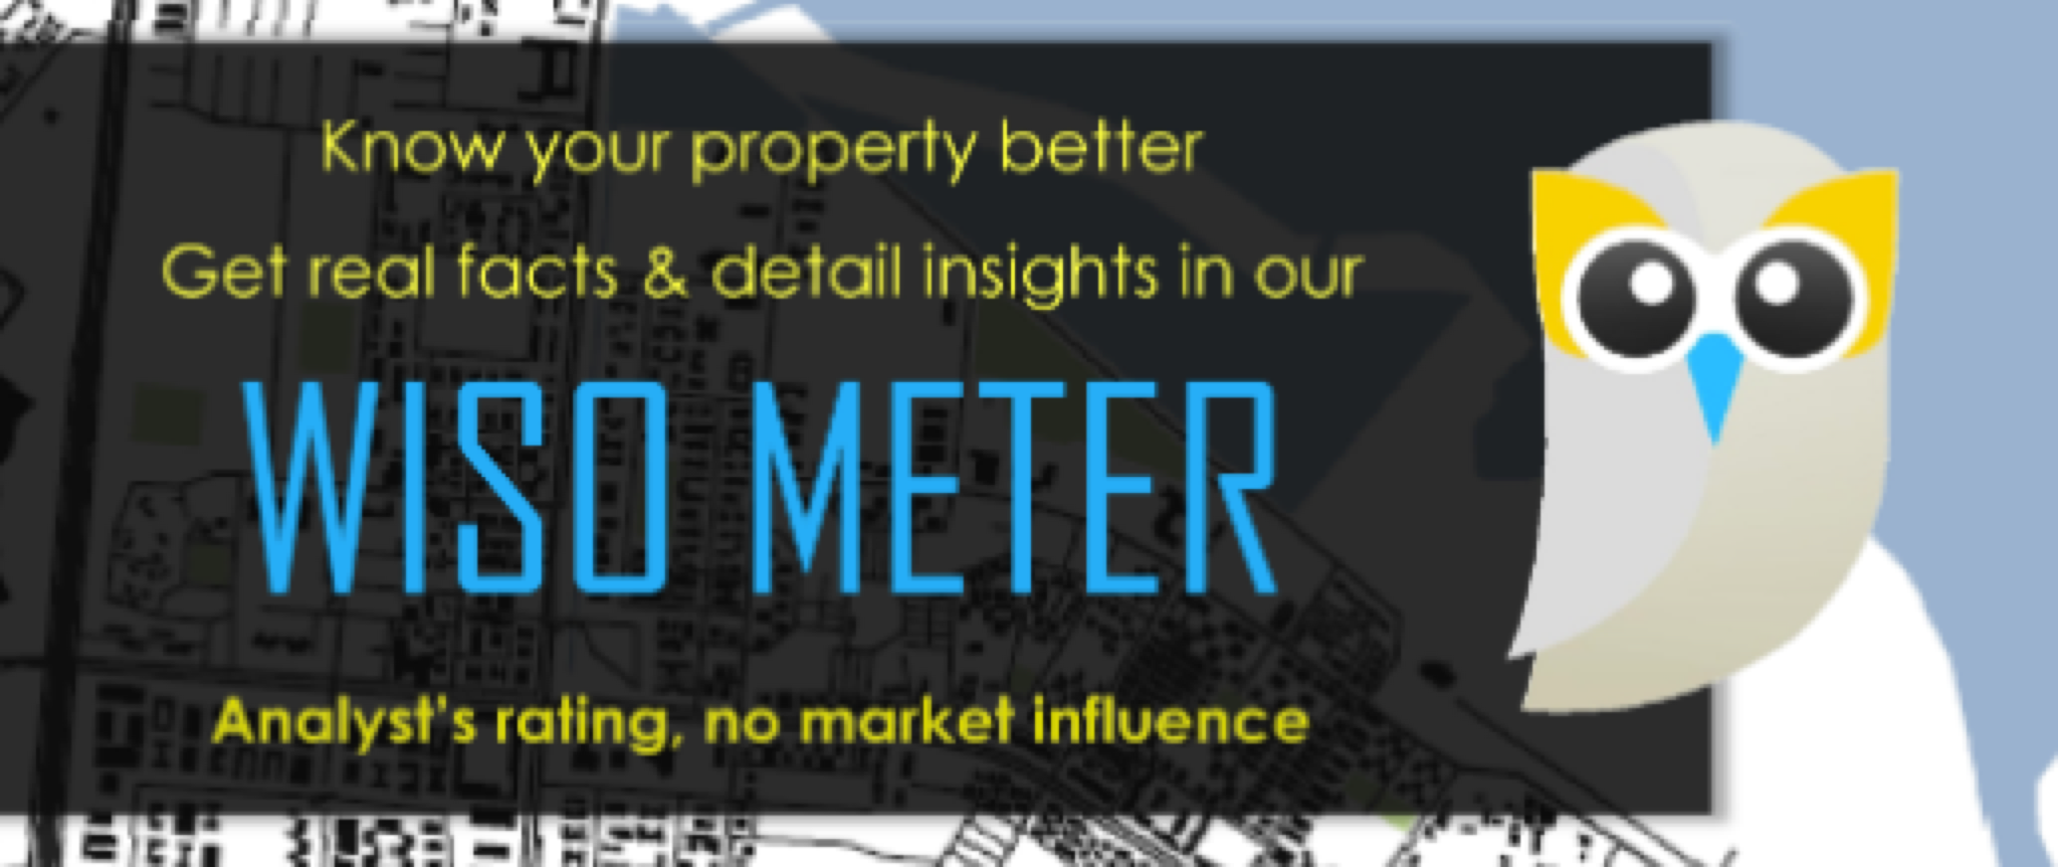 Know your property better
Get real facts & detail insights in our
WISO METER
Analyst's rating, no market influence